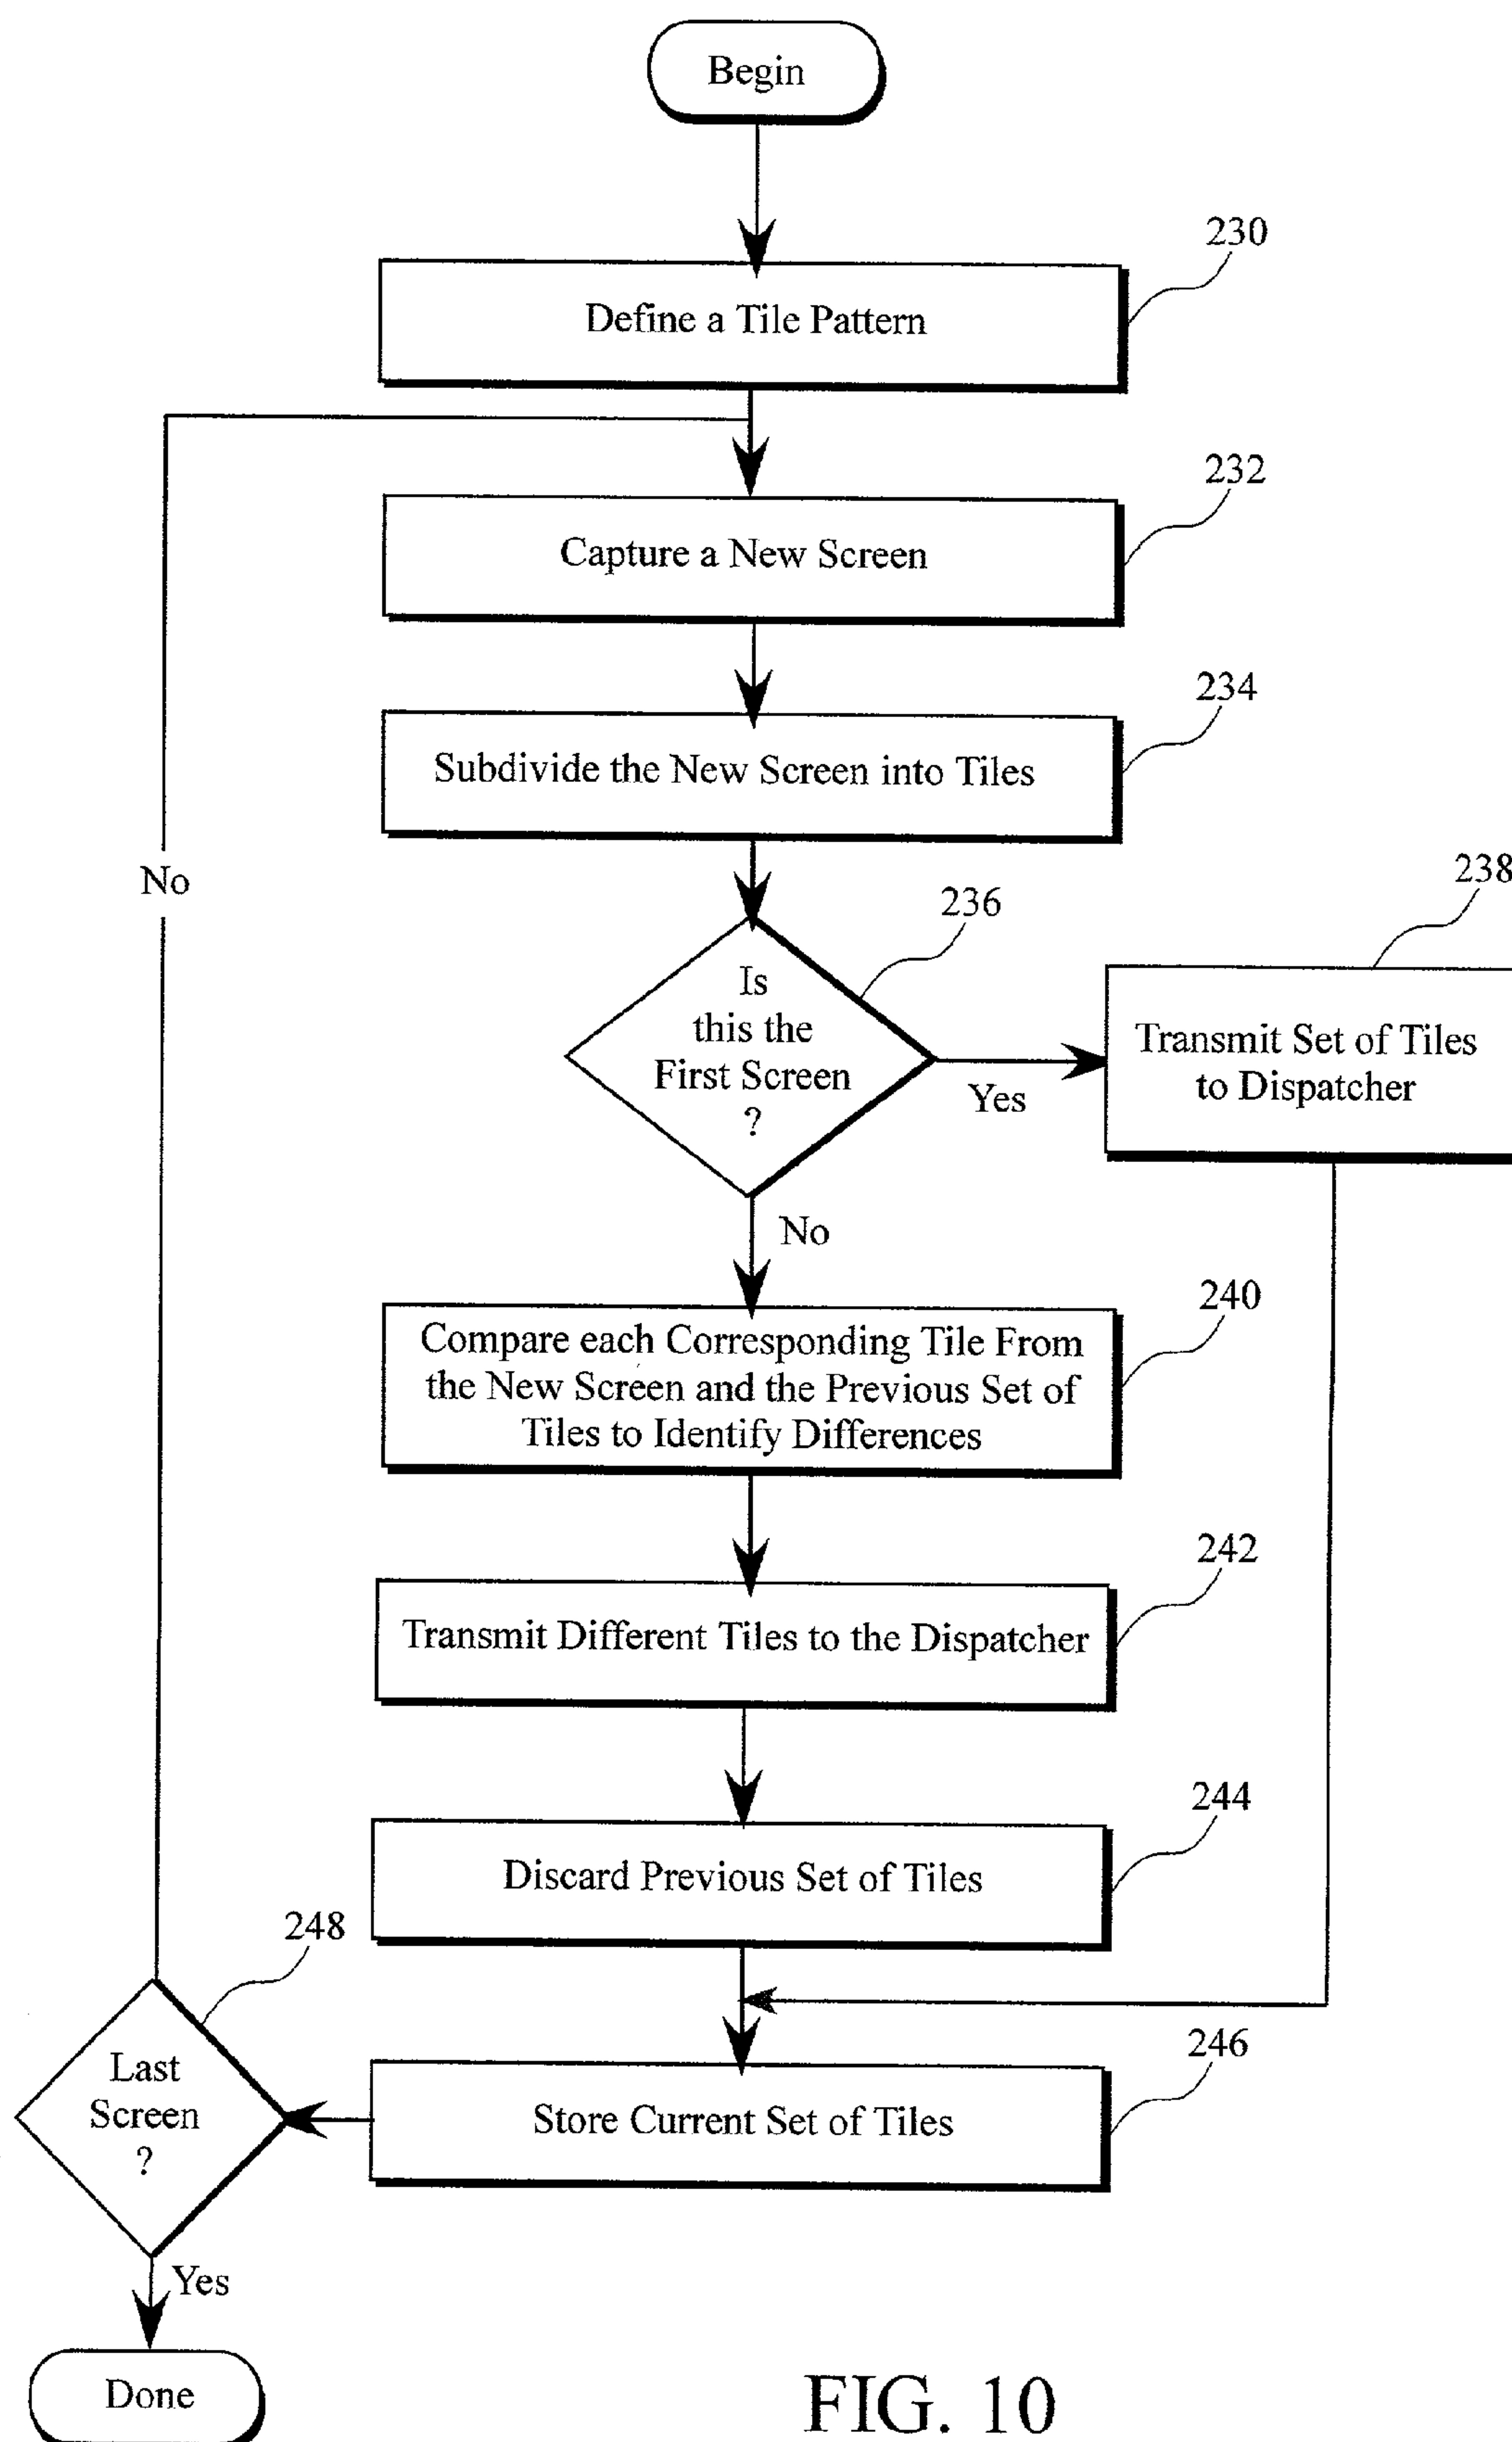 Begin
230
Define a Tile Pattern
232
Capture a New Screen
234
Subdivide the New Screen into Tiles
No
236
238
Is
this the
First Screen
?
Yes
Transmit Set of Tiles
to Dispatcher
No
240
Compare each Corresponding Tile From
the New Screen and the Previous Set of
Tiles to Identify Differences
242
Transmit Different Tiles to the Dispatcher
244
Discard Previous Set of Tiles
248
246
Last
Screen
?
Store Current Set of Tiles
Yes
Done
FIG. 10